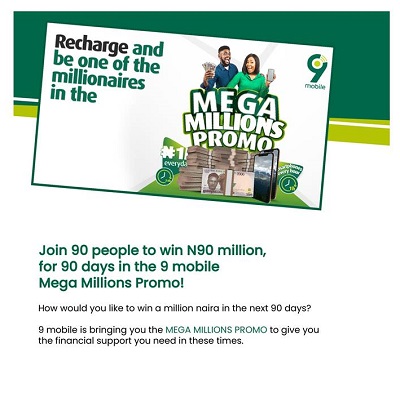 Recharge and
be one of the
millionaires
in the
9
mobile
MEGA
MILLIONS
PROMO
everyday
Join 90 people to win N90 million,
for 90 days in the 9 mobile
Mega Millions Promo!
How would you like to win a million naira in the next 90 days?
9 mobile is bringing you the MEGA MILLIONS PROMO to give you
the financial support you need in these times.